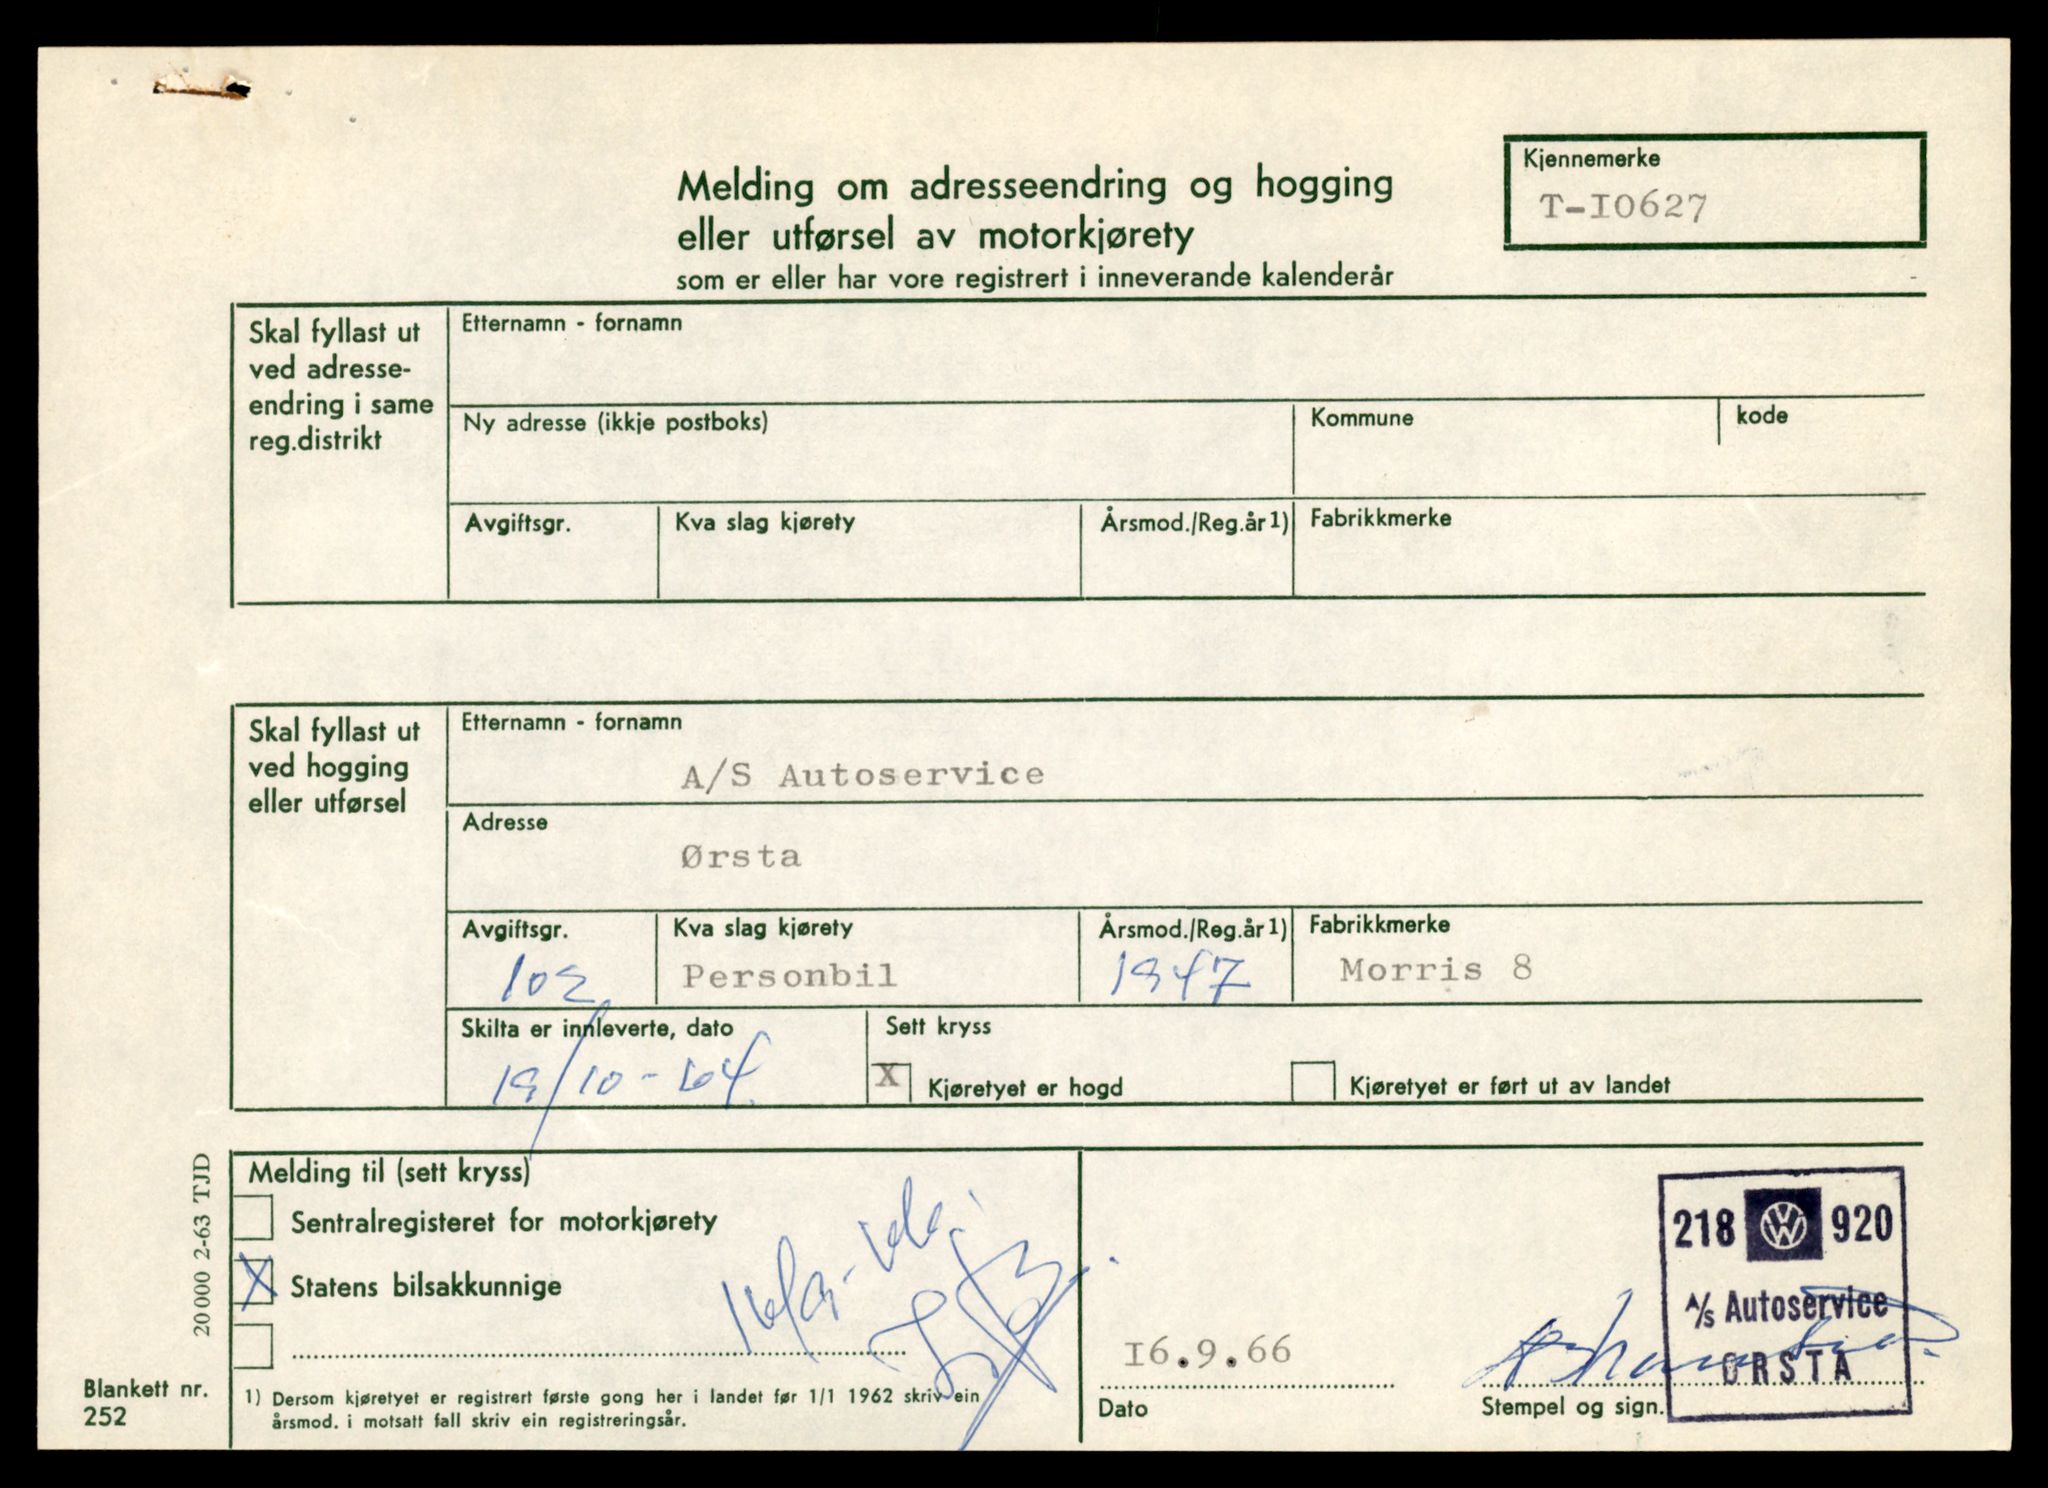 Melding om adresseendring og hogging
eller utførsel av motorkjørety
som er eller har vore registrert i inneverande kalenderår
Kjennemerke
T-I0627
Skal fyllast ut
ved adresse-
endring i same
reg.distrikt
Etternamn - fornamn
Ny adresse (ikkje postboks)
Kommune
kode
Avgiftsgr.
Kva slag kjørety
Årsmod./Reg.år 1)
Fabrikkmerke
Skal fyllast ut
ved hogging
eller utførsel
Etternamn - fornamn
A/S Autoservice
Adresse
Ørsta
Avgiftsgr.
102
Kva slag kjørety
Personbil
Årsmod./Reg.år 1)
1947
Fabrikkmerke
Morris 8
Skilta er innleverte, dato
19/10-64.
Sett kryss
X Kjøretyet er hogd
Kjøretyet er ført ut av landet
Melding til (sett kryss)
Sentralregisteret for motorkjørety
X Statens bilsakkunnige
1) Dersom kjøretyet er registrert første gong her i landet før 1/1 1962 skriv ein
årsmod. i motsatt fall skriv ein registreringsår.
20 000 2-63 TJD
Blankett nr.
252
I6.9.66
Dato
218 VW 920
A/S Autoservice
ØRSTA
Stempel og sign.